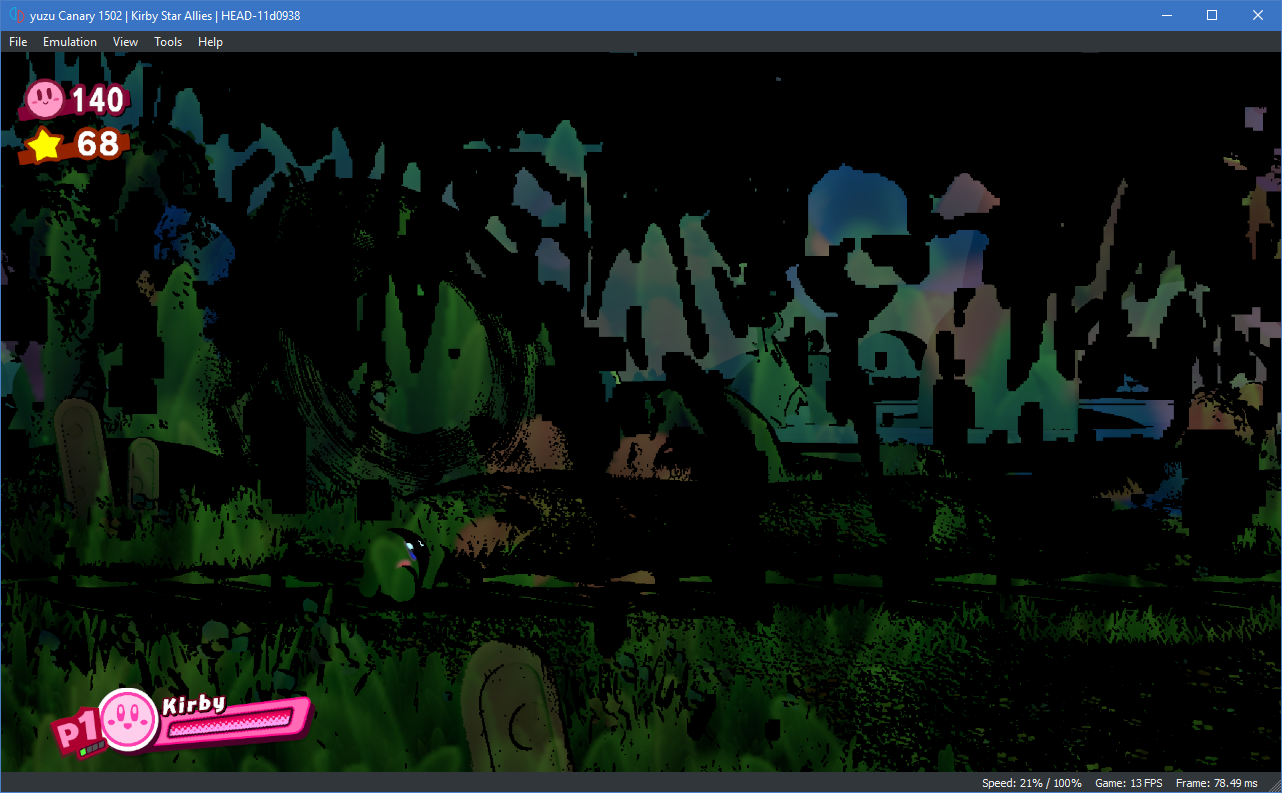 yuzu Canary 1502 | Kirby Star Allies | HEAD-11d0938
File Emulation View Tools Help
140
68
P1 Kirby
Speed: 21% / 100% Game: 13 FPS Frame: 78.49 ms